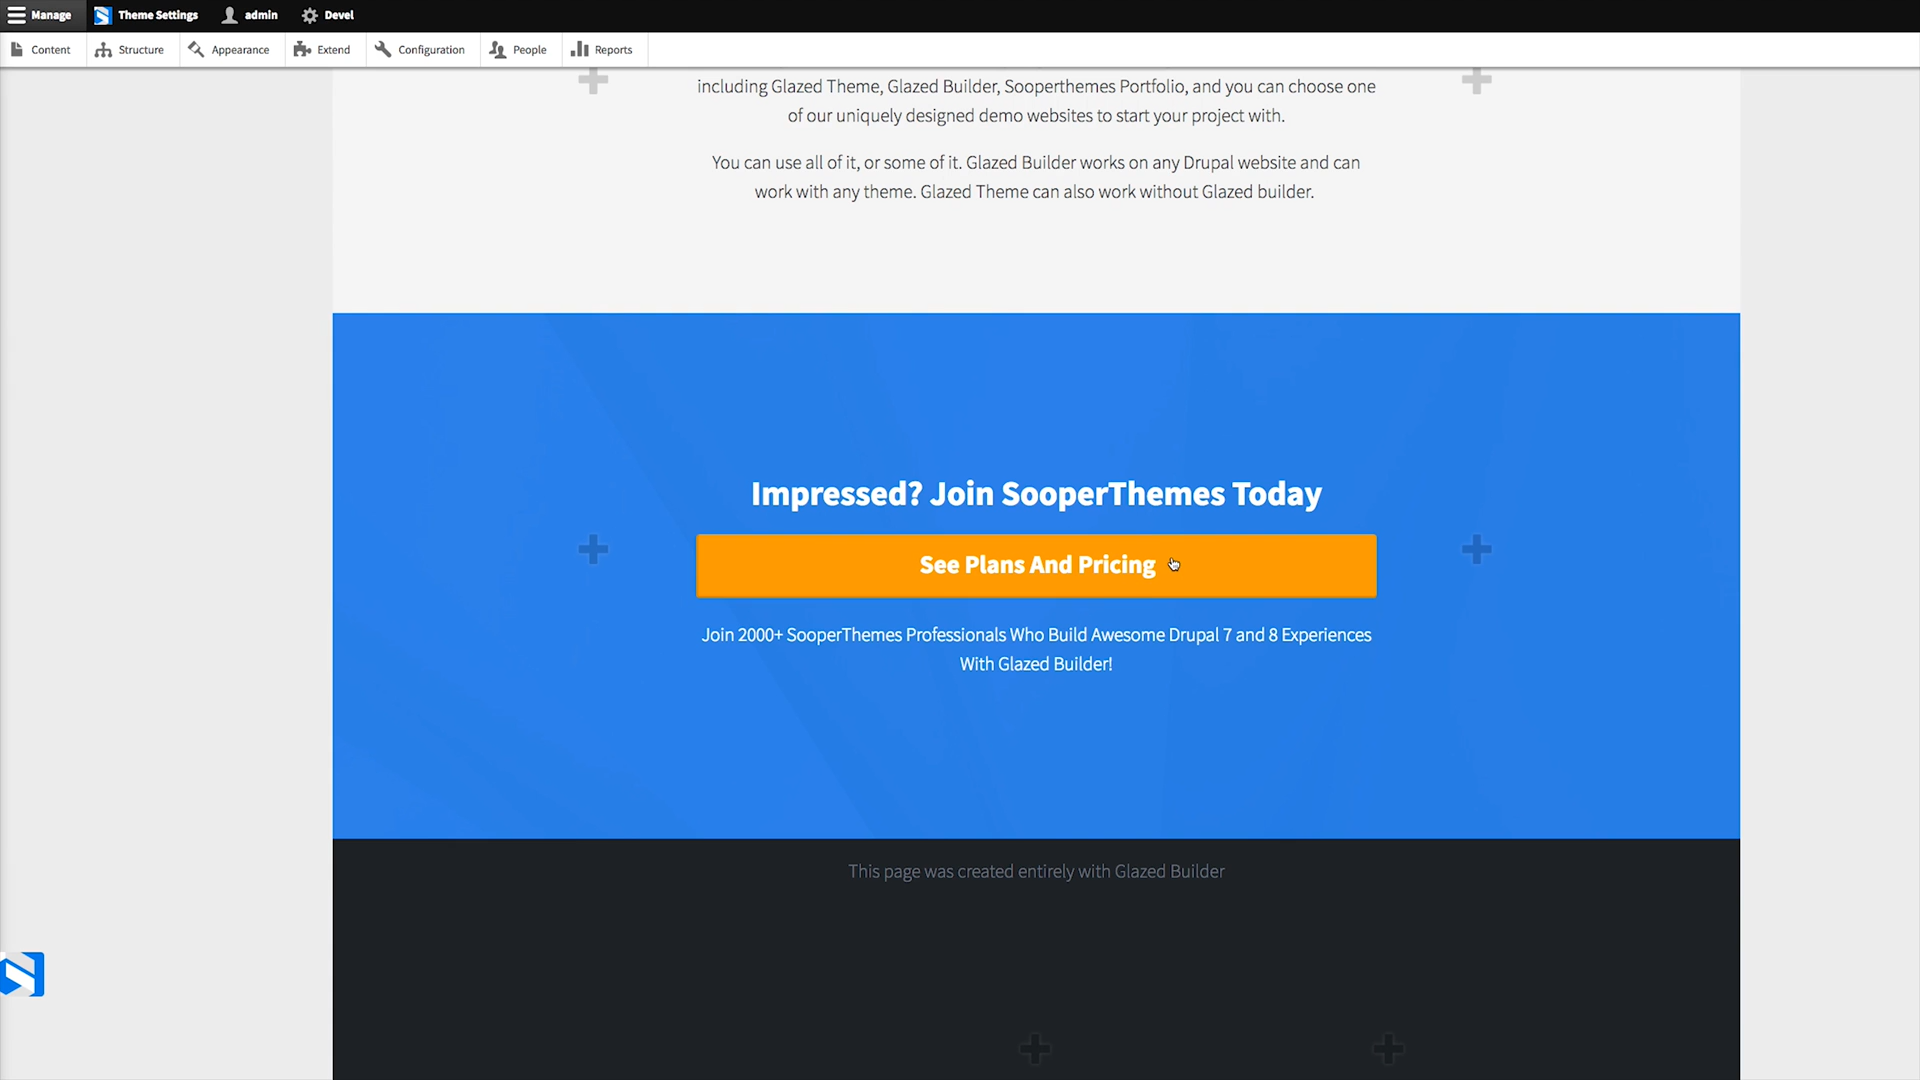 Manage Theme Settings admin Devel
Content Structure Appearance Extend Configuration People Reports
including Glazed Theme, Glazed Builder, Sooperthemes Portfolio, and you can choose one
of our uniquely designed demo websites to start your project with.
You can use all of it, or some of it. Glazed Builder works on any Drupal website and can
work with any theme. Glazed Theme can also work without Glazed builder.
Impressed? Join SooperThemes Today
See Plans And Pricing
Join 2000+ SooperThemes Professionals Who Build Awesome Drupal 7 and 8 Experiences
With Glazed Builder!
This page was created entirely with Glazed Builder